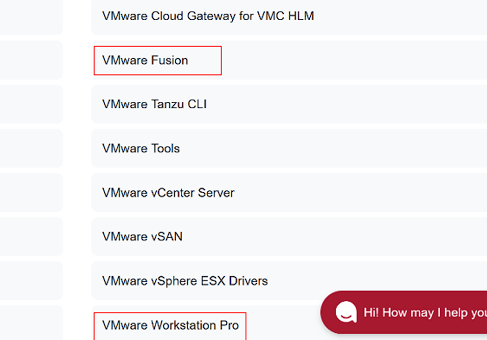 VMware Cloud Gateway for VMC HLM
VMware Fusion
VMware Tanzu CLI
VMware Tools
VMware vCenter Server
VMware vSAN
VMware vSphere ESX Drivers
Hi! How may I help you
VMware Workstation Pro